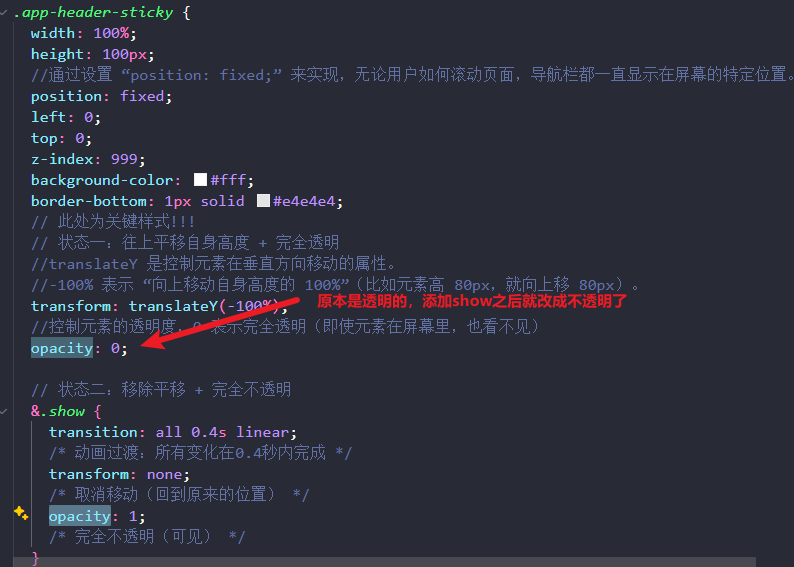 .app-header-sticky {
width: 100%;
height: 100px;
//通过设置 “position: fixed;” 来实现，无论用户如何滚动页面，导航栏都一直显示在屏幕的特定位置。
position: fixed;
left: 0;
top: 0;
z-index: 999;
background-color: #fff;
border-bottom: 1px solid #e4e4e4;
// 此处为关键样式!!!
// 状态一：往上平移自身高度 + 完全透明
//translateY 是控制元素在垂直方向移动的属性。
//-100% 表示 “向上移动自身高度的 100%”（比如元素高 80px，就向上移 80px）。
transform: translateY(-100%);
原本是透明的，添加show之后就改成不透明了
//控制元素的透明度，0 表示完全透明（即使元素在屏幕里，也看不见）
opacity: 0;
// 状态二：移除平移 + 完全不透明
&.show {
transition: all 0.4s linear;
/* 动画过渡：所有变化在0.4秒内完成 */
transform: none;
/* 取消移动（回到原来的位置） */
opacity: 1;
/* 完全不透明（可见） */
}